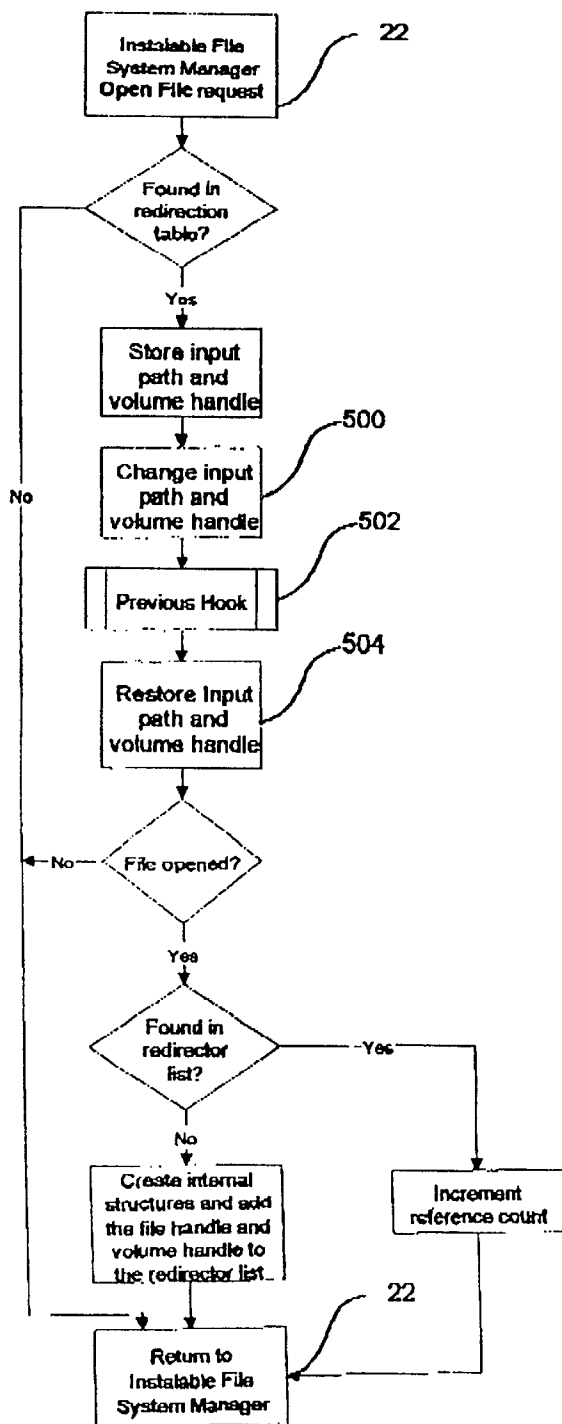 Instalable File
System Manager
Open File request
22
Found in
redirection
table?
Yes
Store input
path and
volume handle
500
Change input
path and
volume handle
No
502
Previous Hook
504
Restore Input
path and
volume handle
No
File opened?
Yes
Found in
redirector
list?
Yes
No
Create internal
structures and add
the file handle and
volume handle to
the redirector list
Increment
reference count
22
Return to
Instalable File
System Manager